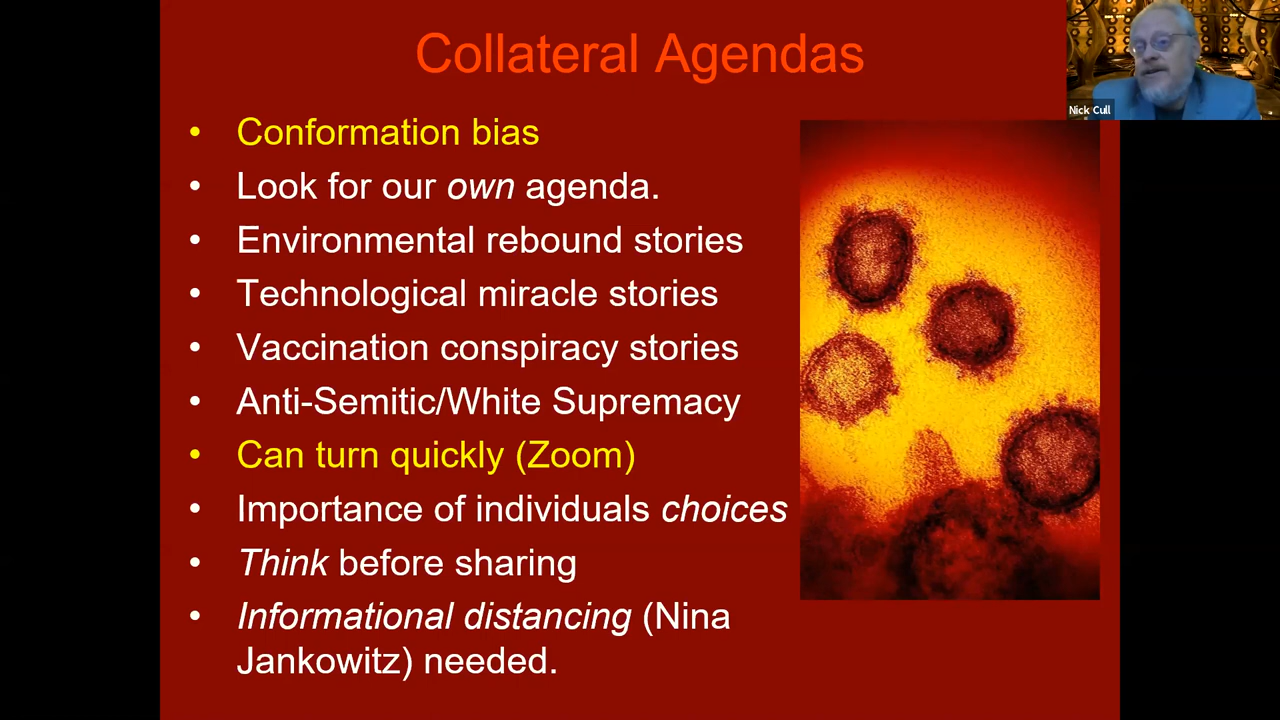 Collateral Agendas
Nick Cull
• Conformation bias
• Look for our own agenda.
• Environmental rebound stories
• Technological miracle stories
• Vaccination conspiracy stories
• Anti-Semitic/White Supremacy
• Can turn quickly (Zoom)
• Importance of individuals choices
• Think before sharing
• Informational distancing (Nina
Jankowitz) needed.